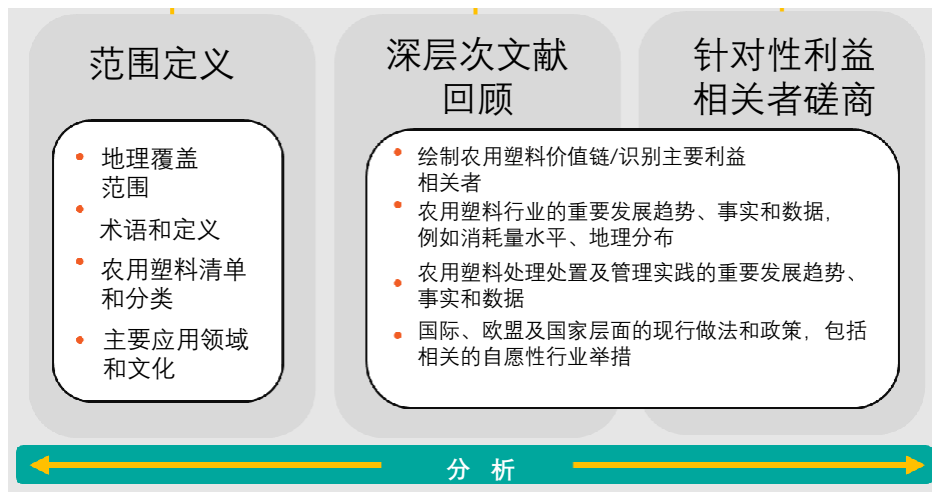 范围定义
深层次文献
回顾
针对性利益
相关者磋商
地理覆盖
范围
术语和定义
农用塑料清单
和分类
主要应用领域
和文化
绘制农用塑料价值链/识别主要利益
相关者
农用塑料行业的重要发展趋势、事实和数据,
例如消耗量水平、地理分布
农用塑料处理处置及管理实践的重要发展趋势、
事实和数据
国际、欧盟及国家层面的现行做法和政策,包括
相关的自愿性行业举措
分 析